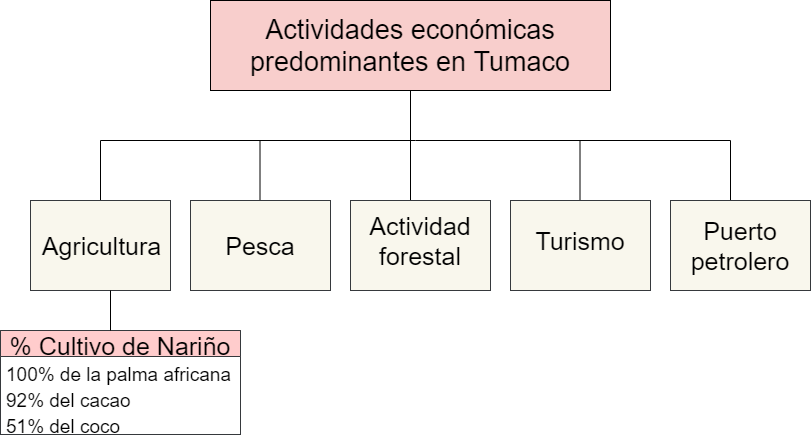 Actividades económicas
predominantes en Tumaco
Agricultura
Pesca
Actividad
forestal
Turismo
Puerto
petrolero
% Cultivo de Nariño
100% de la palma africana
92% del cacao
51% del coco